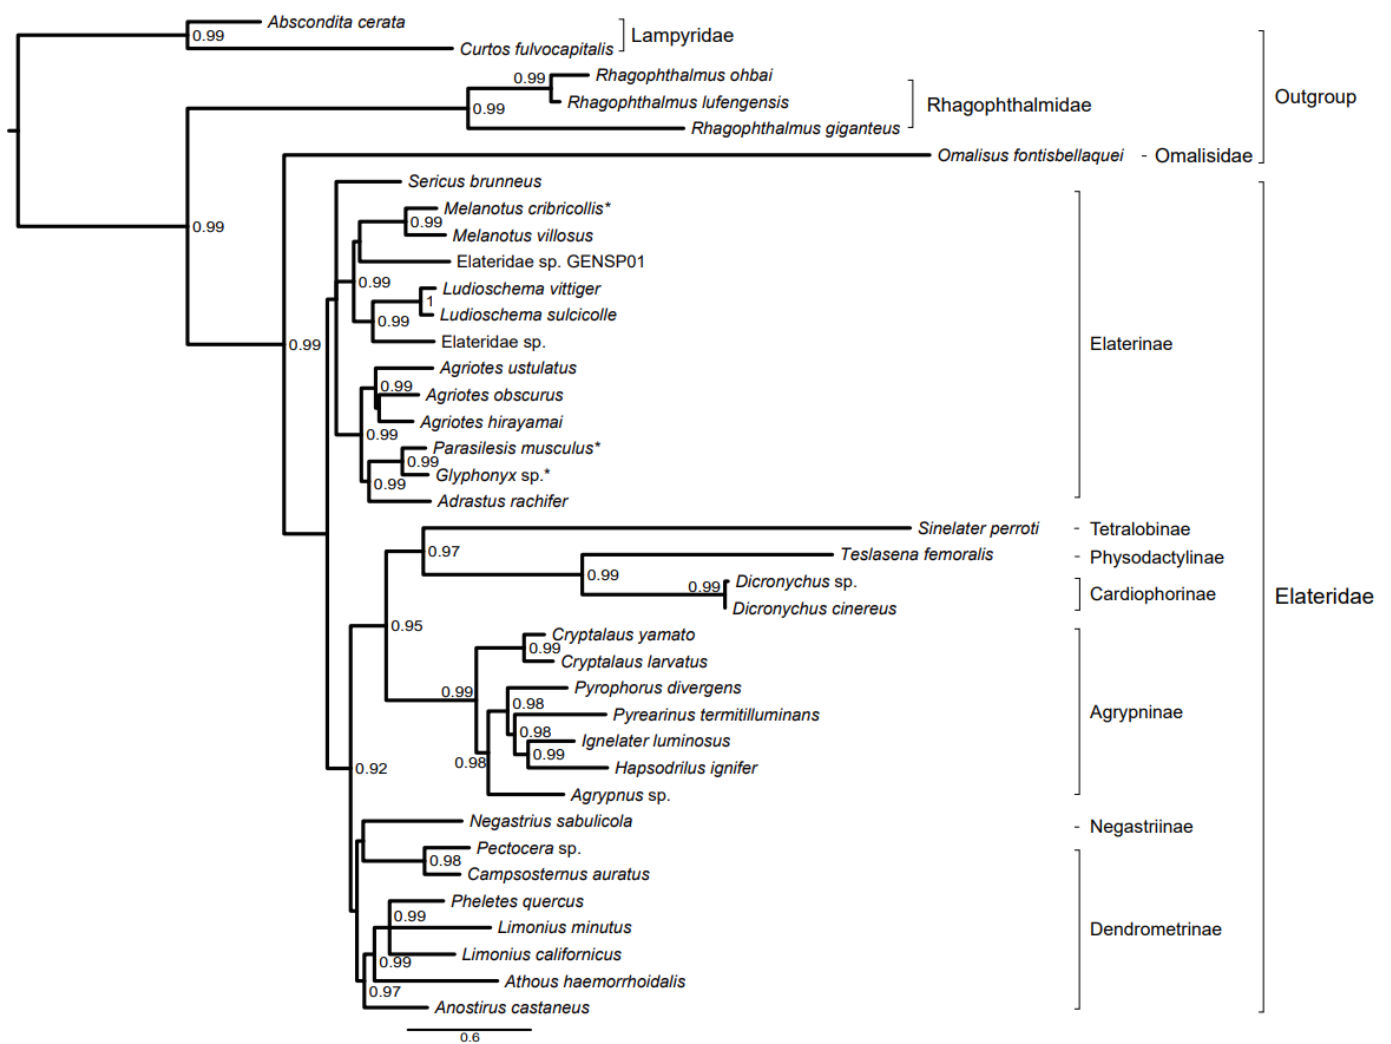 Abscondita cerata
0.99
Lampyridae
Curtos fulvocapitalis
Rhagophthalmus ohbai
0.99
Rhagophthalmus lufengensis
0.99
Rhagophthalmidae
Outgroup
Rhagophthalmus giganteus
Omalisus fontisbellaquei - Omalisidae
Sericus brunneus
Melanotus cribricollis*
0.99
0.99
Melanotus villosus
Elateridae sp. GENSP01
0.99
Ludioschema vittiger
1
Ludioschema sulcicolle
0.99
Elateridae sp.
0.99
Elaterinae
Agriotes ustulatus
0.99
Agriotes obscurus
Agriotes hirayamai
0.99
Parasilesis musculus*
0.99
Glyphonyx sp.*
0.99
Adrastus rachifer
Sinelater perroti - Tetralobinae
0.97
Teslasena femoralis - Physodactylinae
0.99
0.99
Dicronychus sp.
Cardiophorinae
Elateridae
Dicronychus cinereus
0.95
Cryptalaus yamato
0.99
Cryptalaus larvatus
0.99
Pyrophorus divergens
0.98
Pyrearinus termitilluminans
Agrypninae
0.98
Ignelater luminosus
0.99
0.98
0.92
Hapsodrilus ignifer
Agrypnus sp.
Negastrius sabulicola
- Negastriinae
Pectocera sp.
0.98
Campsosternus auratus
Pheletes quercus
0.99
Limonius minutus
Dendrometrinae
Limonius californicus
0.99
Athous haemorrhoidalis
0.97
Anostirus castaneus
0.6